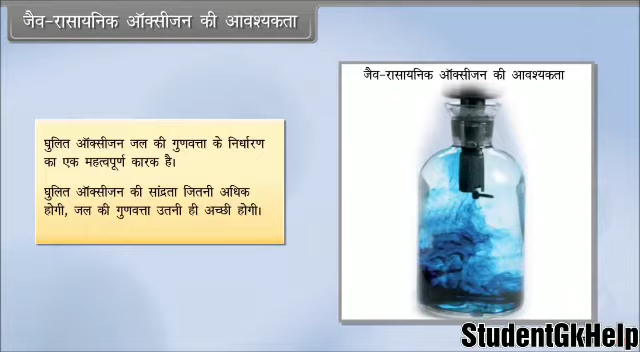 जैव-रासायनिक ऑक्सीजन की आवश्यकता
जैव-रासायनिक ऑक्सीजन की आवश्यकता
घुलित ऑक्सीजन जल की गुणवत्ता के निर्धारण
का एक महत्वपूर्ण कारक है।
घुलित ऑक्सीजन की सांद्रता जितनी अधिक
होगी, जल की गुणवत्ता उतनी ही अच्छी होगी।
StudentGkHelp